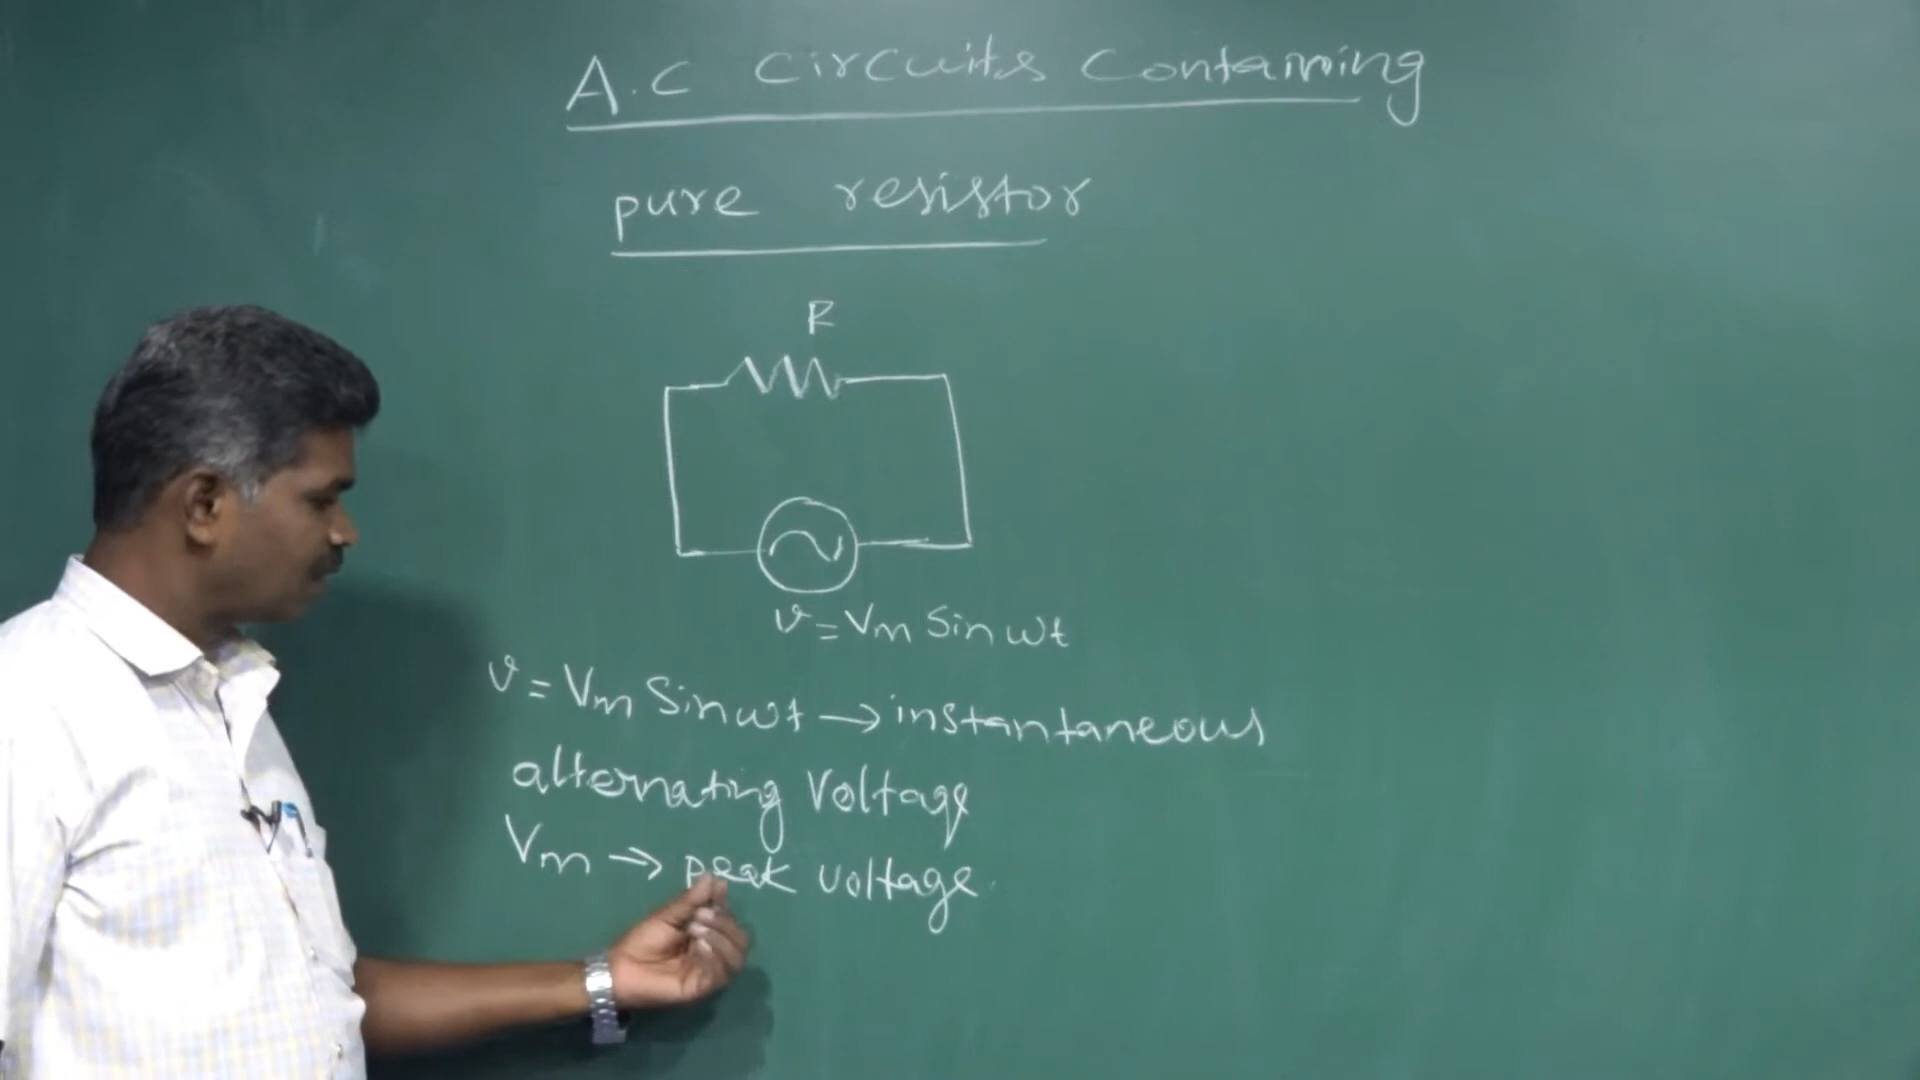 A.C Circuits Containing
pure resistor
R
v = Vm Sin ωt
v = Vm Sin ωt → instantaneous
alternating Voltage
Vm → peak voltage.